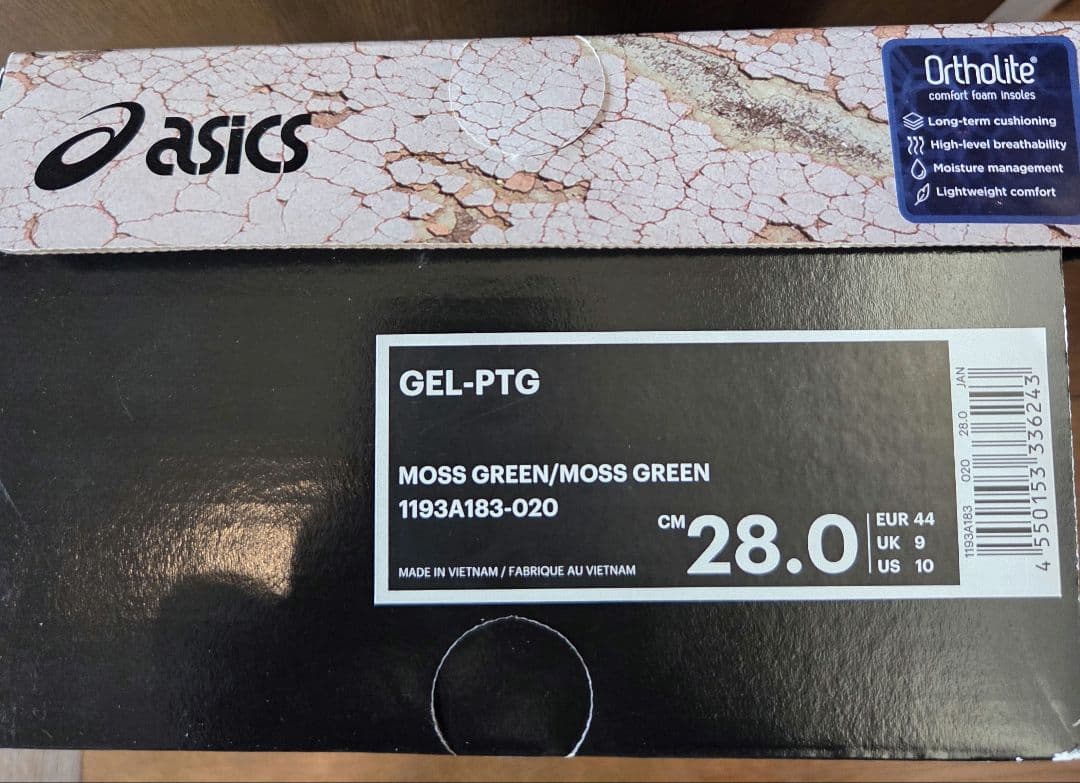 asics
Ortholite®
comfort foam insoles
Long-term cushioning
High-level breathability
Moisture management
Lightweight comfort
GEL-PTG
MOSS GREEN/MOSS GREEN
1193A183-020
MADE IN VIETNAM / FABRIQUE AU VIETNAM
CM 28.0
EUR 44
UK 9
US 10
1193A183 020 28.0 JAN
4 550153 336243